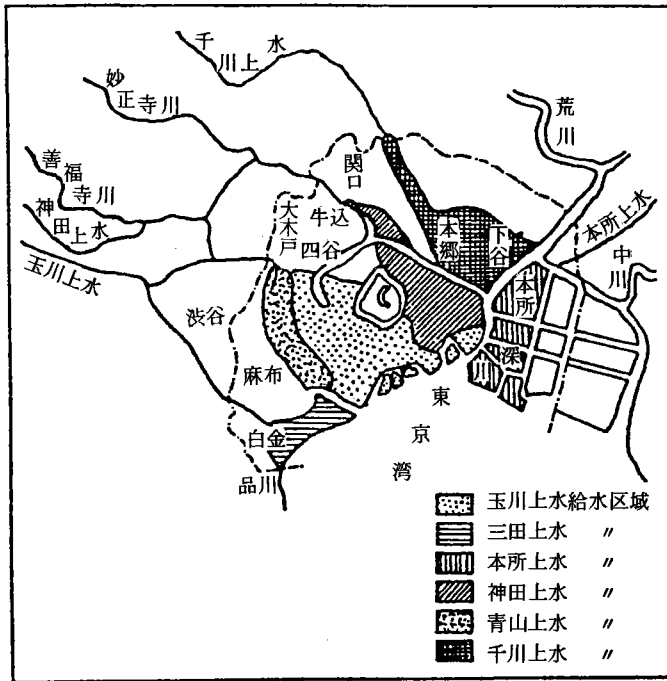 千川上水
妙正寺川
善福寺川
神田上水
玉川上水
荒川
本所上水
中川
関口
牛込
大木戸
四谷
本郷
下谷
本所
深川
渋谷
麻布
白金
品川
東京湾
玉川上水給水区域
三田上水 〃
本所上水 〃
神田上水 〃
青山上水 〃
千川上水 〃